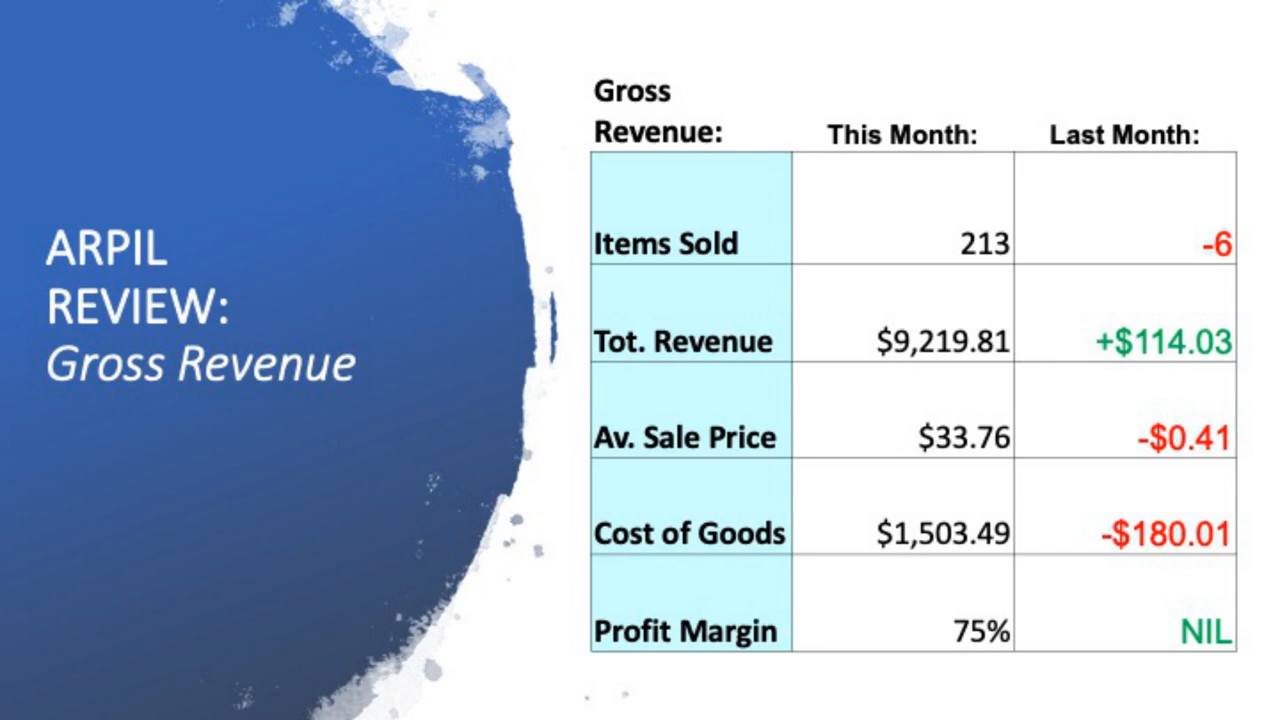 ARPIL
REVIEW:
Gross Revenue
Gross
Revenue: This Month: Last Month:
Items Sold 213 -6
Tot. Revenue $9,219.81 +$114.03
Av. Sale Price $33.76 -$0.41
Cost of Goods $1,503.49 -$180.01
Profit Margin 75% NIL